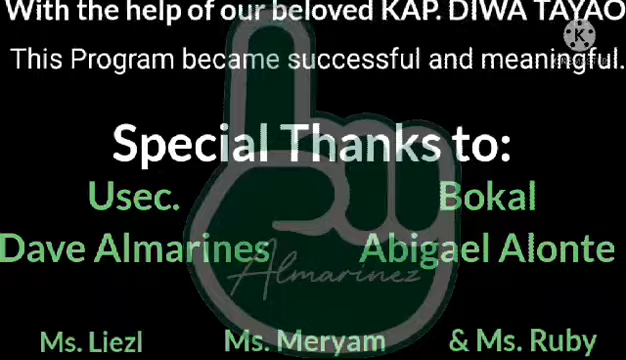 With the help of our beloved KAP. DIWA TAYAO
This Program became successful and meaningful.
Special Thanks to:
Usec. Bokal
Dave Almarines Abigael Alonte
Almarinez
Ms. Liezl Ms. Meryam & Ms. Ruby